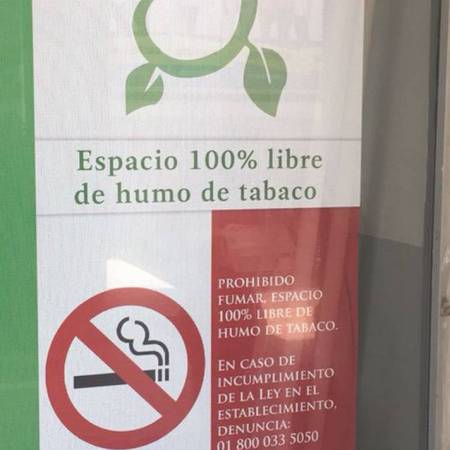 Espacio 100% libre
de humo de tabaco
PROHIBIDO
FUMAR, ESPACIO
100% LIBRE DE
HUMO DE TABACO.
EN CASO DE
INCUMPLIMIENTO
DE LA LEY EN EL
ESTABLECIMIENTO,
DENUNCIA:
01 800 033 5050